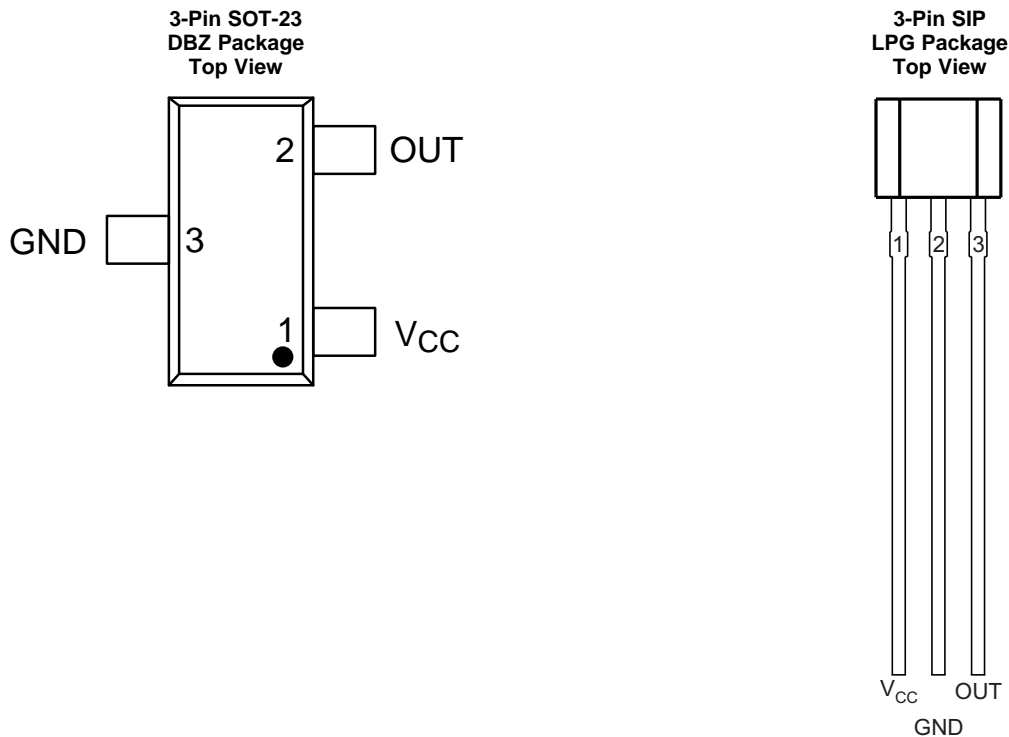 3-Pin SOT-23
DBZ Package
Top View
2
OUT
GND
3
1
VCC
3-Pin SIP
LPG Package
Top View
1
2
3
VCC
OUT
GND